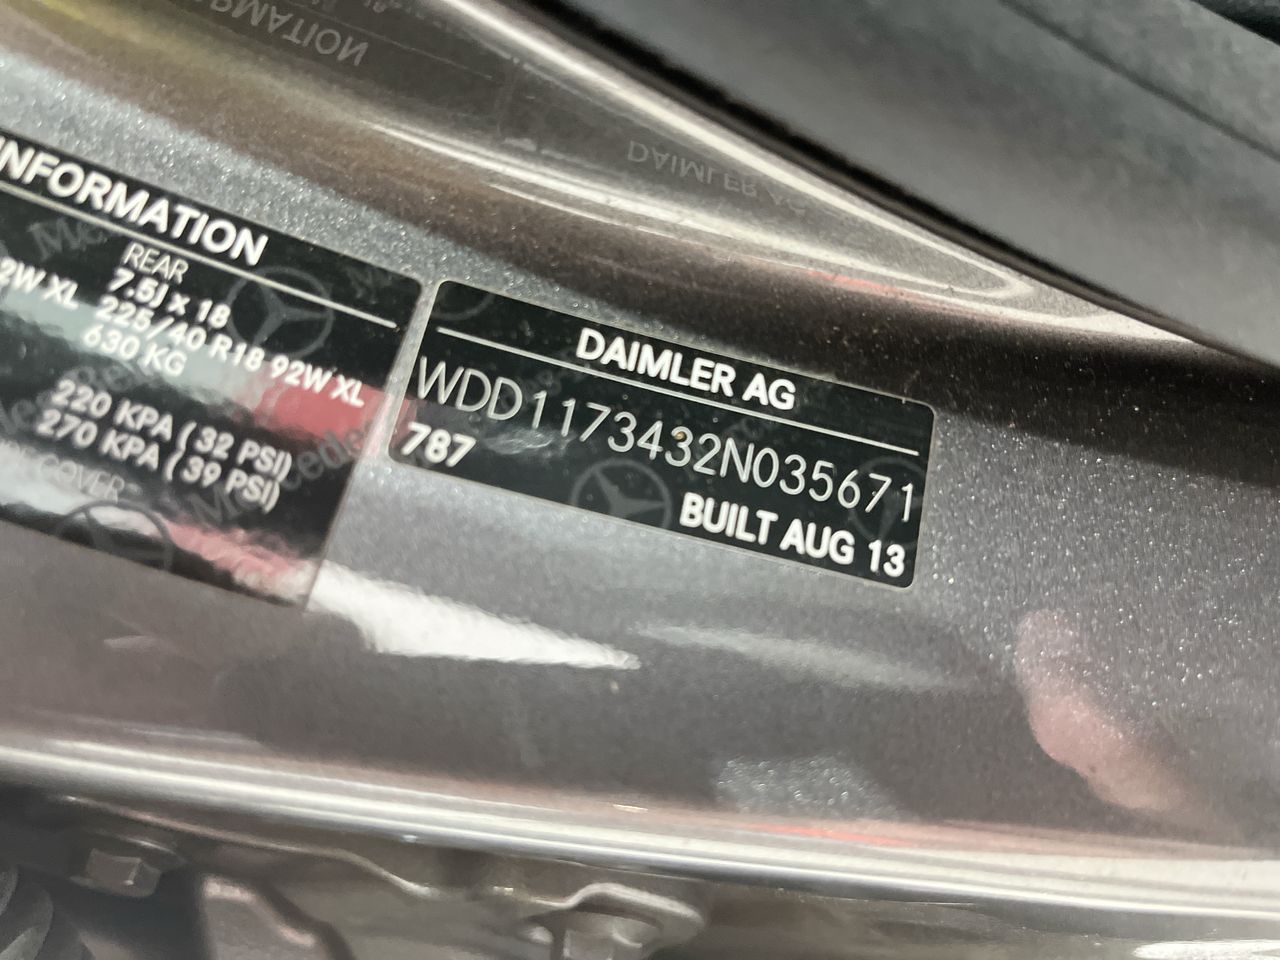 INFORMATION
REAR
7.5J x 18
2W XL 225/40 R18 92W XL
630 KG
220 KPA ( 32 PSI)
270 KPA ( 39 PSI)
COVER
DAIMLER AG
WDD1173432N035671
787
BUILT AUG 13